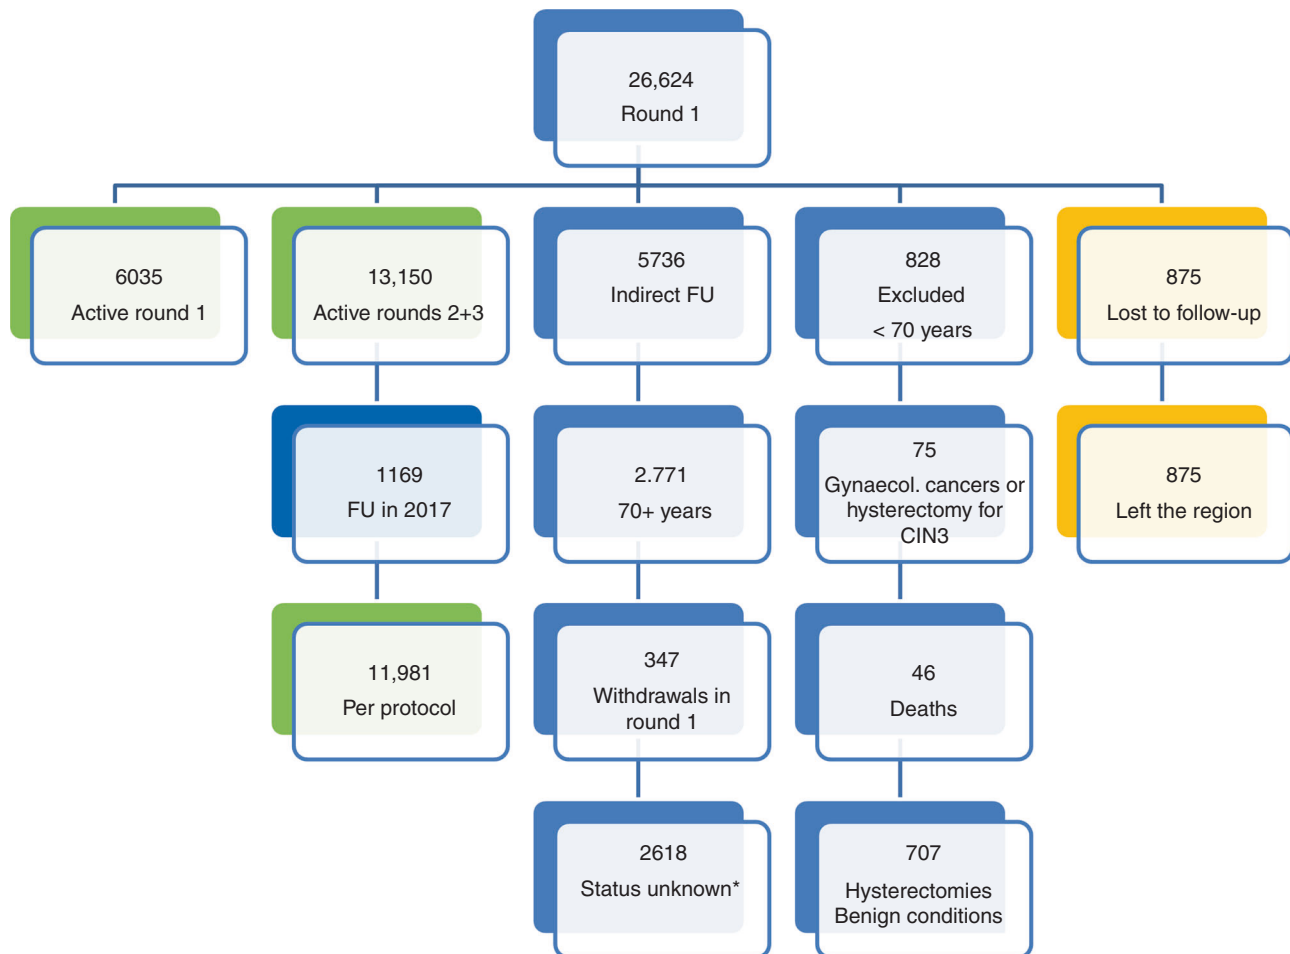 26,624
Round 1
6035
Active round 1
13,150
Active rounds 2+3
5736
Indirect FU
828
Excluded
< 70 years
875
Lost to follow-up
1169
FU in 2017
2.771
70+ years
75
Gynaecol. cancers or
hysterectomy for
CIN3
875
Left the region
11,981
Per protocol
347
Withdrawals in
round 1
46
Deaths
2618
Status unknown*
707
Hysterectomies
Benign conditions